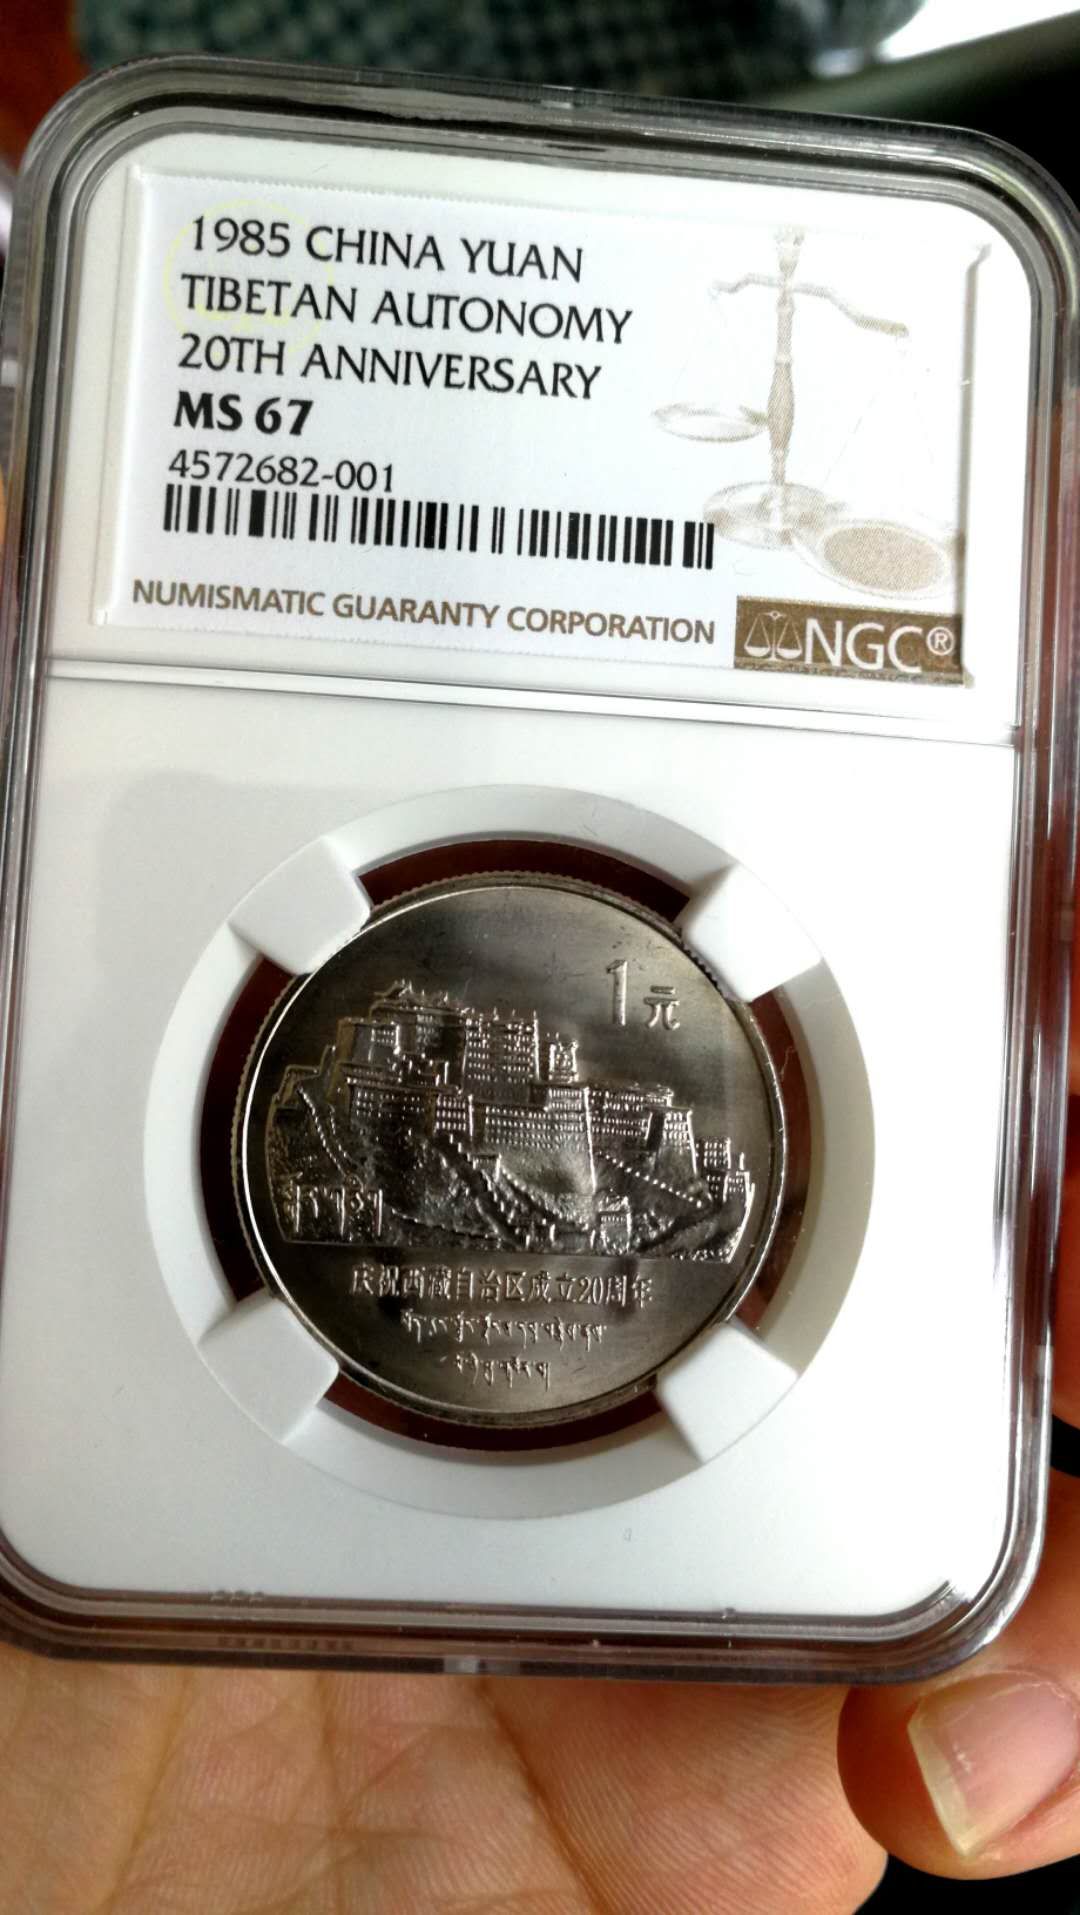 1985 CHINA YUAN
TIBETAN AUTONOMY
20TH ANNIVERSARY
MS 67
4572682-001
NUMISMATIC GUARANTY CORPORATION
NGC®
1元
庆祝西藏自治区成立20周年